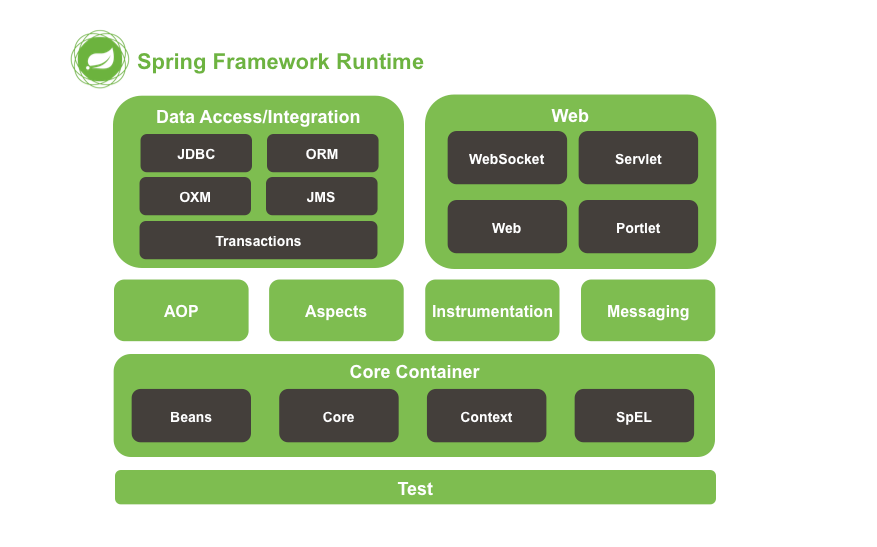 Spring Framework Runtime
Data Access/Integration
JDBC
ORM
OXM
JMS
Transactions
Web
WebSocket
Servlet
Web
Portlet
AOP
Aspects
Instrumentation
Messaging
Core Container
Beans
Core
Context
SpEL
Test